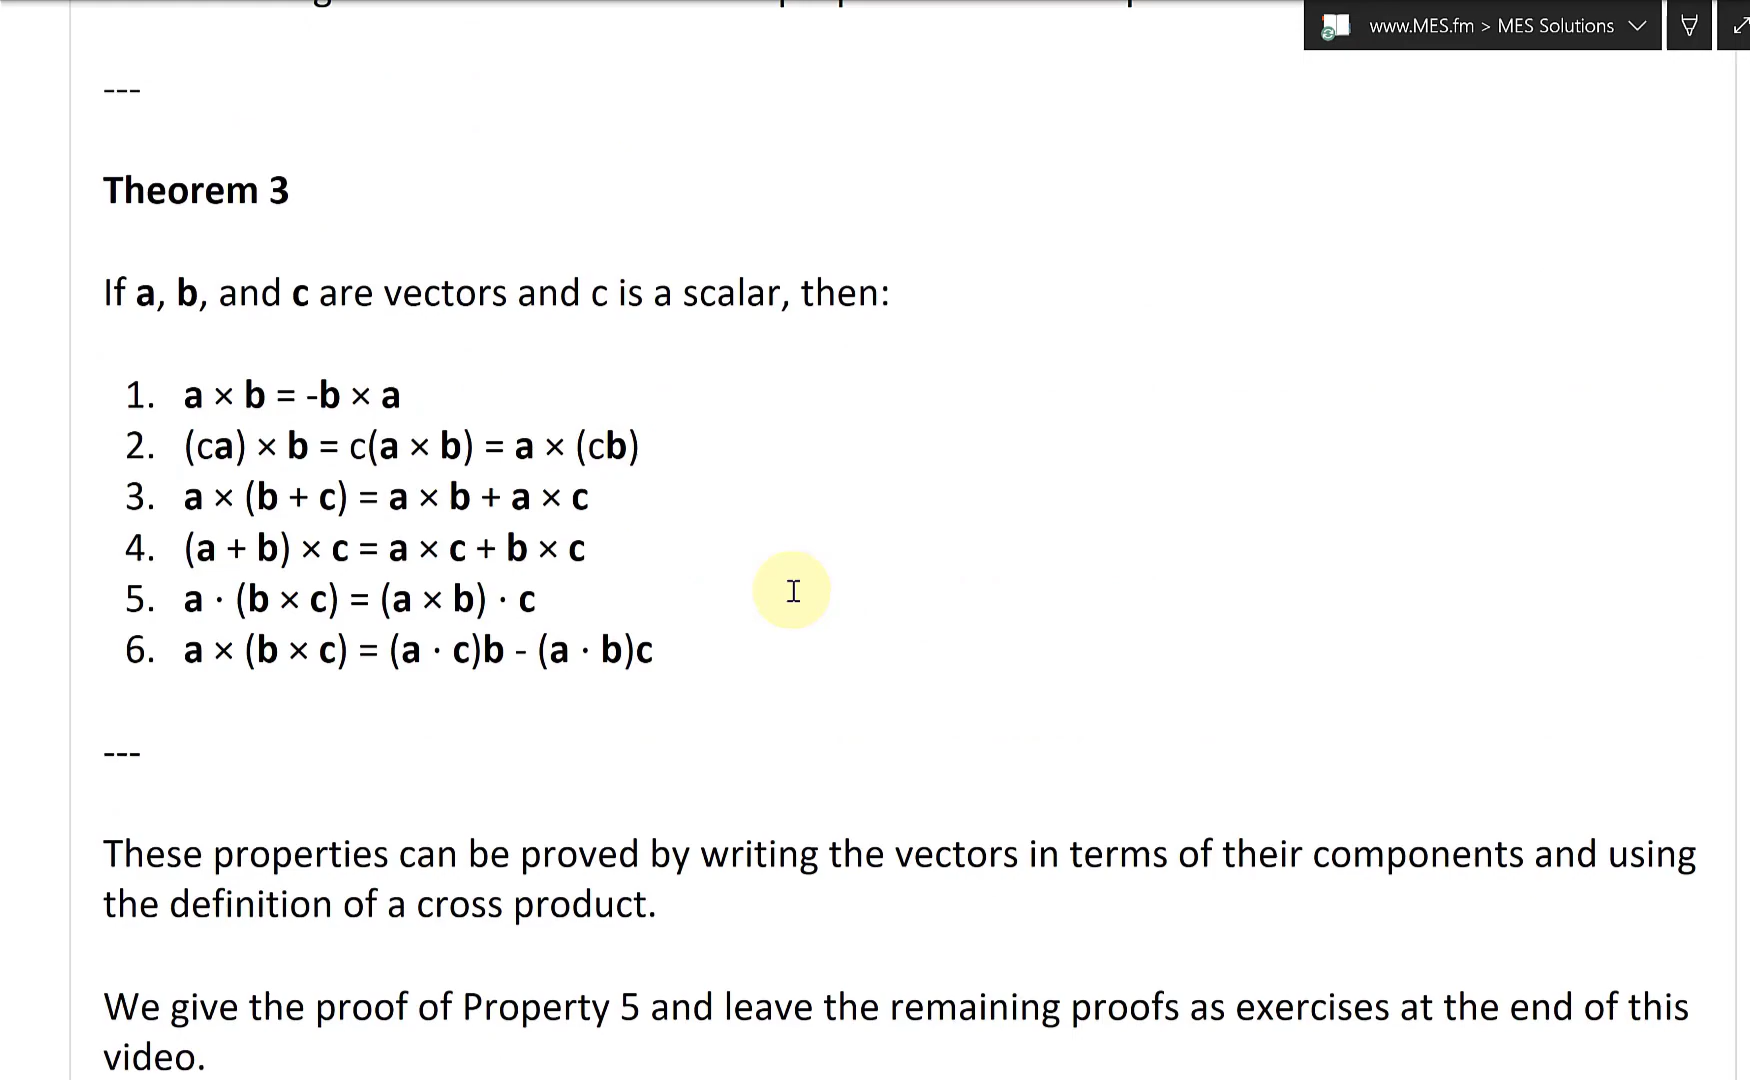 www.MES.fm > MES Solutions
---
Theorem 3
If a, b, and c are vectors and c is a scalar, then:
1. a × b = -b × a
2. (ca) × b = c(a × b) = a × (cb)
3. a × (b + c) = a × b + a × c
4. (a + b) × c = a × c + b × c
5. a · (b × c) = (a × b) · c
6. a × (b × c) = (a · c)b - (a · b)c
---
These properties can be proved by writing the vectors in terms of their components and using
the definition of a cross product.
We give the proof of Property 5 and leave the remaining proofs as exercises at the end of this
video.